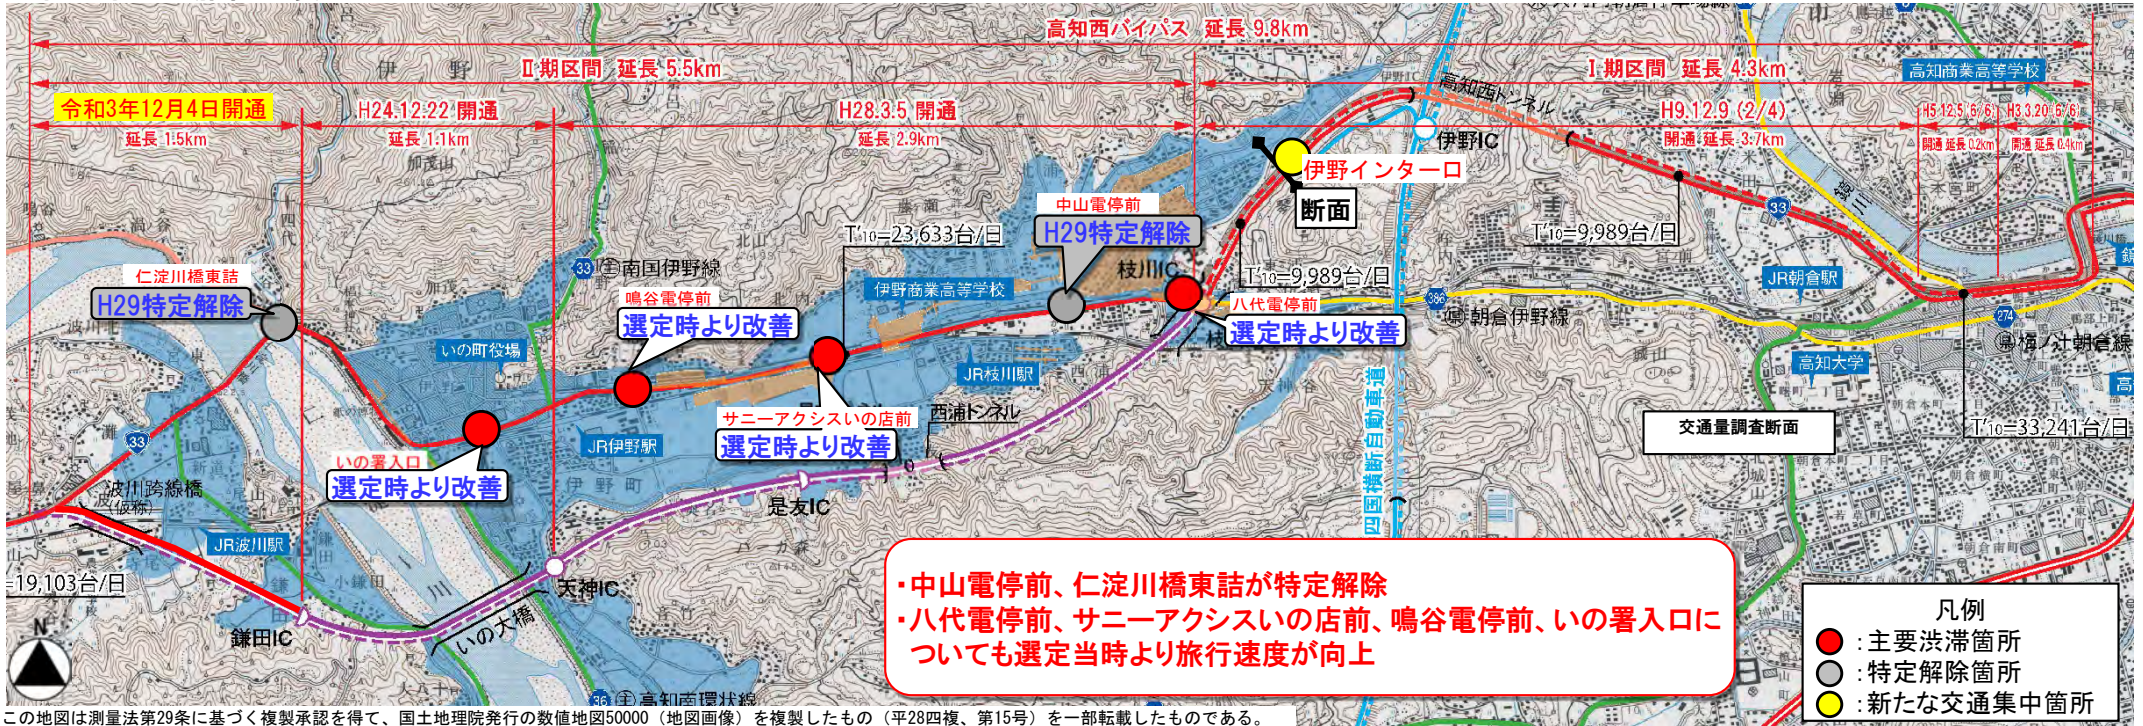 高知西バイパス 延長 9.8km
Ⅱ期区間 延長 5.5km
Ⅰ期区間 延長 4.3km
高知商業高等学校
令和3年12月4日開通
延長 1.5km
H24.12.22 開通
延長 1.1km
H28.3.5 開通
延長 2.9km
H9.12.9 (2/4)
開通 延長 3.7km
H5.12.5(6/6)
開通 延長 0.2km
H3.3.20(6/6)
開通 延長 0.4km
伊野
加茂山
高知西トンネル
伊野IC
伊野インター口
断面
中山電停前
H29特定解除
T'10=23,633台/日
T'10=9,989台/日
T'10=9,989台/日
33
33
主南国伊野線
仁淀川橋東詰
H29特定解除
鳴谷電停前
選定時より改善
伊野商業高等学校
枝川IC
八代電停前
選定時より改善
386
県朝倉伊野線
JR朝倉駅
274
県梅ノ辻朝倉線
高知大学
いの町役場
JR枝川駅
サニーアクシスいの店前
選定時より改善
西浦トンネル
JR伊野駅
33
いの署入口
選定時より改善
伊野町
四国横断自動車道
交通量調査断面
T'10=33,241台/日
波川跨線橋
(仮称)
是友IC
JR波川駅
=19,103台/日
小鎌田
天神IC
いの大橋
鎌田IC
N
36 主高知南環状線
・中山電停前、仁淀川橋東詰が特定解除
・八代電停前、サニーアクシスいの店前、鳴谷電停前、いの署入口に
ついても選定当時より旅行速度が向上
凡例
：主要渋滞箇所
：特定解除箇所
：新たな交通集中箇所
この地図は測量法第29条に基づく複製承認を得て、国土地理院発行の数値地図50000（地図画像）を複製したもの（平28四複、第15号）を一部転載したものである。